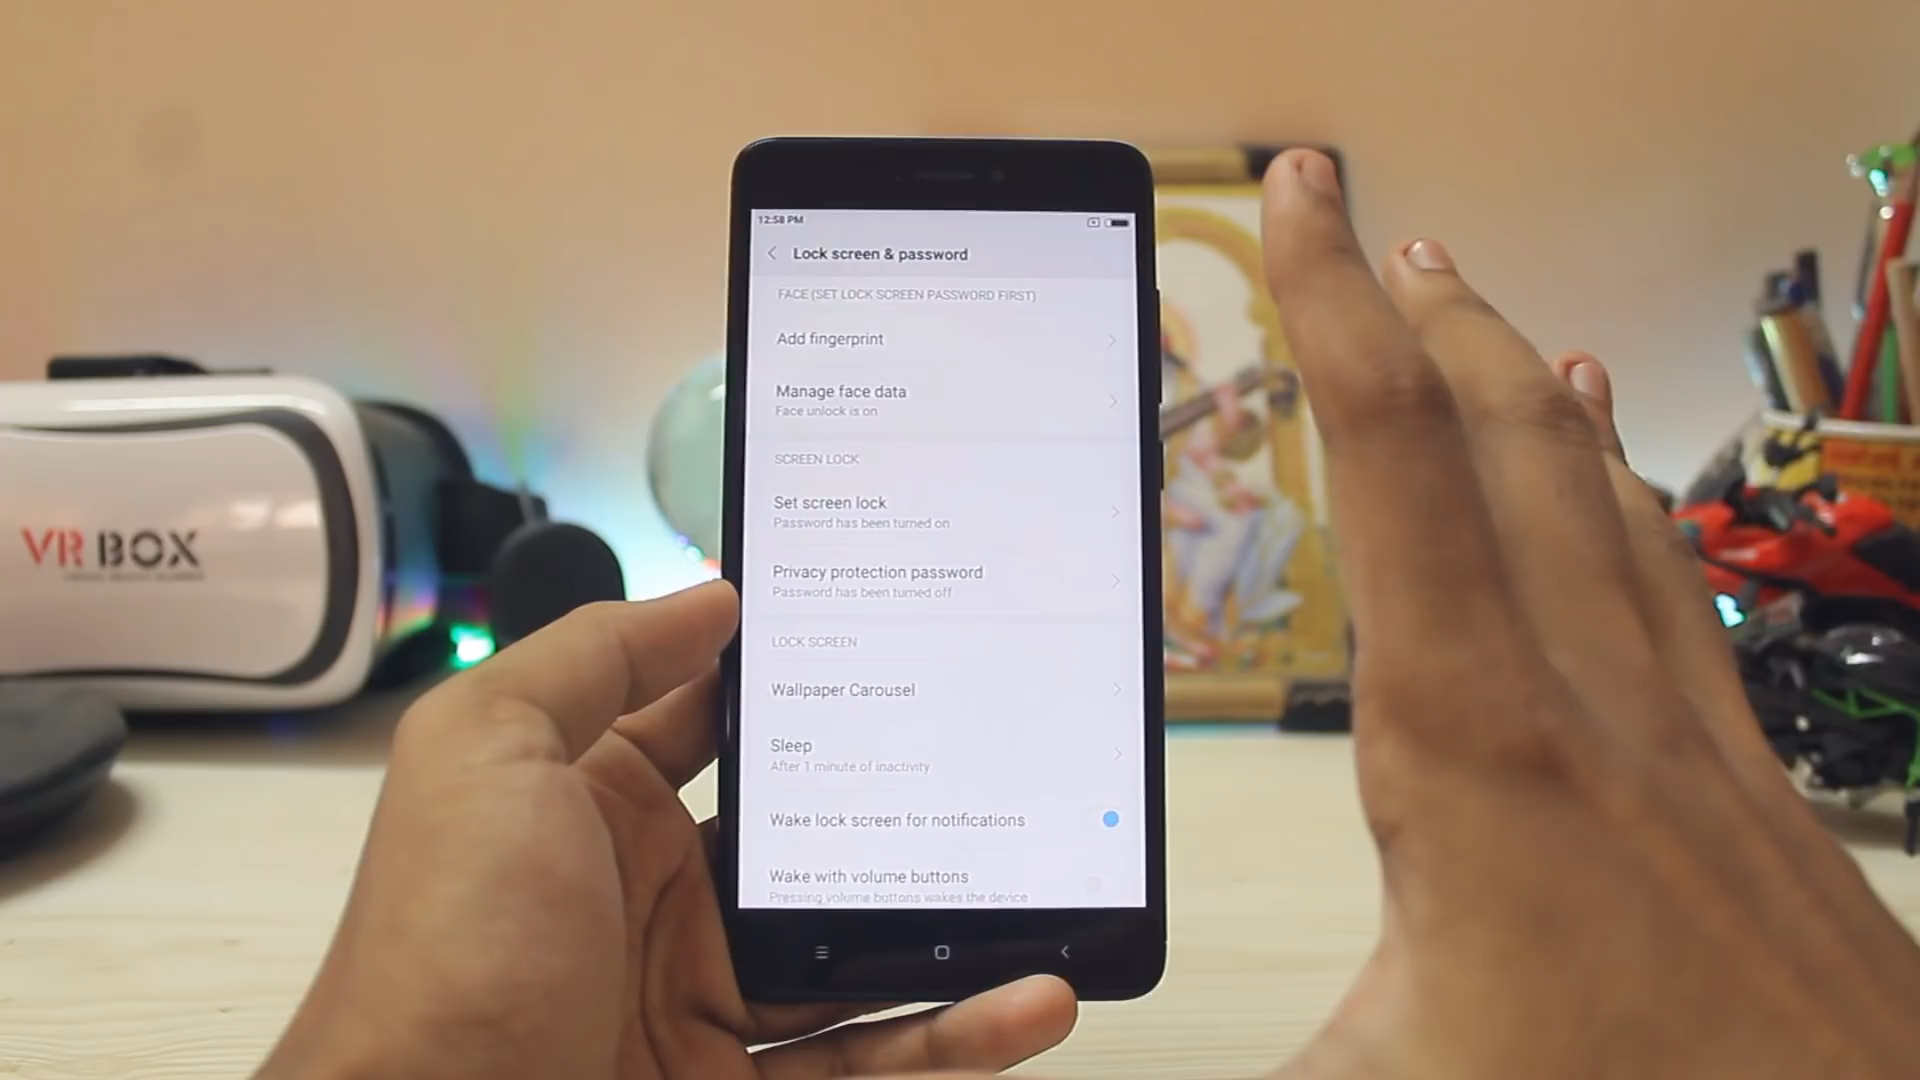 12:58 PM
Lock screen & password
FACE (SET LOCK SCREEN PASSWORD FIRST)
Add fingerprint
Manage face data
Face unlock is on
SCREEN LOCK
Set screen lock
Password has been turned on
Privacy protection password
Password has been turned off
LOCK SCREEN
Wallpaper Carousel
Sleep
After 1 minute of inactivity
Wake lock screen for notifications
Wake with volume buttons
Pressing volume buttons wakes the device
VR BOX